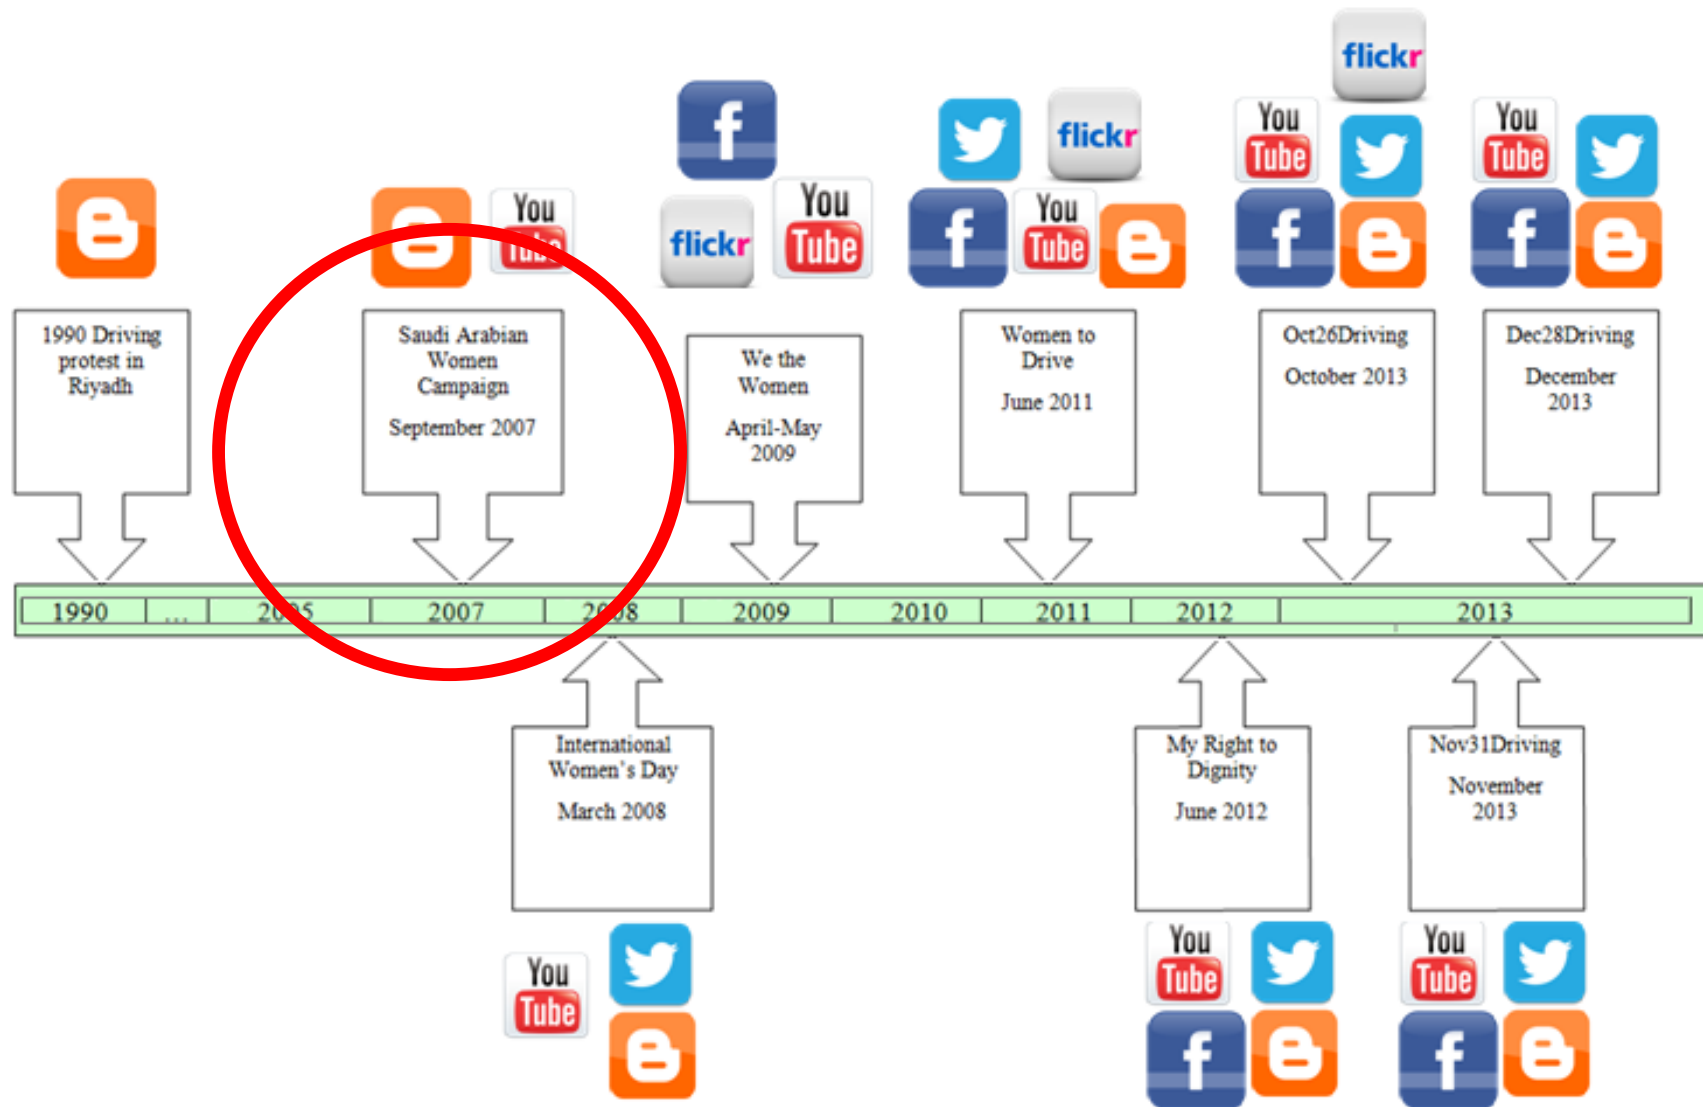 flickr
You
Tube
You
Tube
flickr
You
Tube
flickr
You
Tube
You
Tube
You
Tube
1990 Driving
protest in
Riyadh
Saudi Arabian
Women
Campaign
September 2007
We the
Women
April-May
2009
Women to
Drive
June 2011
Oct26Driving
October 2013
Dec28Driving
December
2013
1990 ... 2005 2007 2008 2009 2010 2011 2012 2013
International
Women's Day
March 2008
My Right to
Dignity
June 2012
Nov31Driving
November
2013
You
Tube
You
Tube
You
Tube